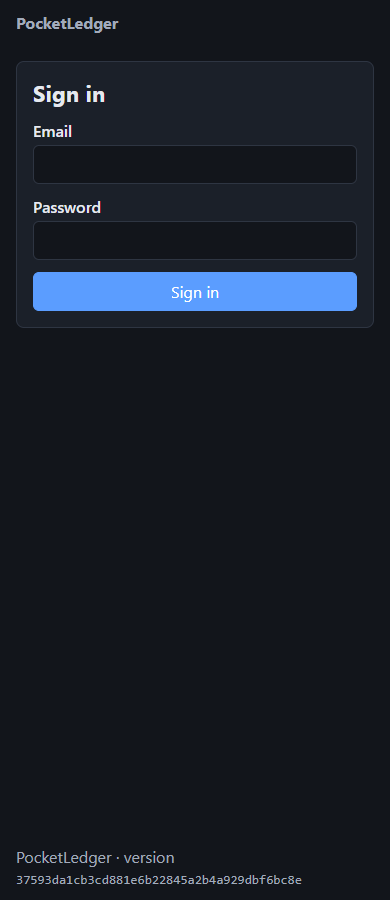 PocketLedger
Sign in
Email
Password
Sign in
PocketLedger · version
37593da1cb3cd881e6b22845a2b4a929dbf6bc8e